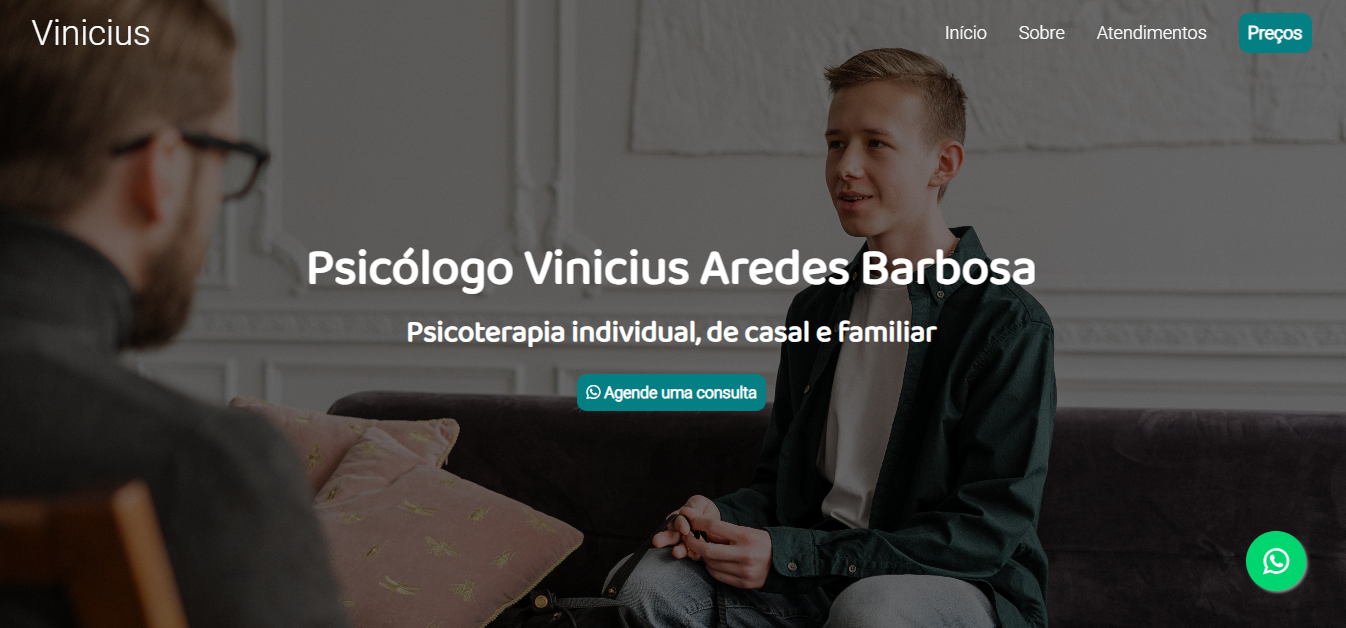 Vinicius
Início
Sobre
Atendimentos
Preços
Psicólogo Vinicius Aredes Barbosa
Psicoterapia individual, de casal e familiar
Agende uma consulta